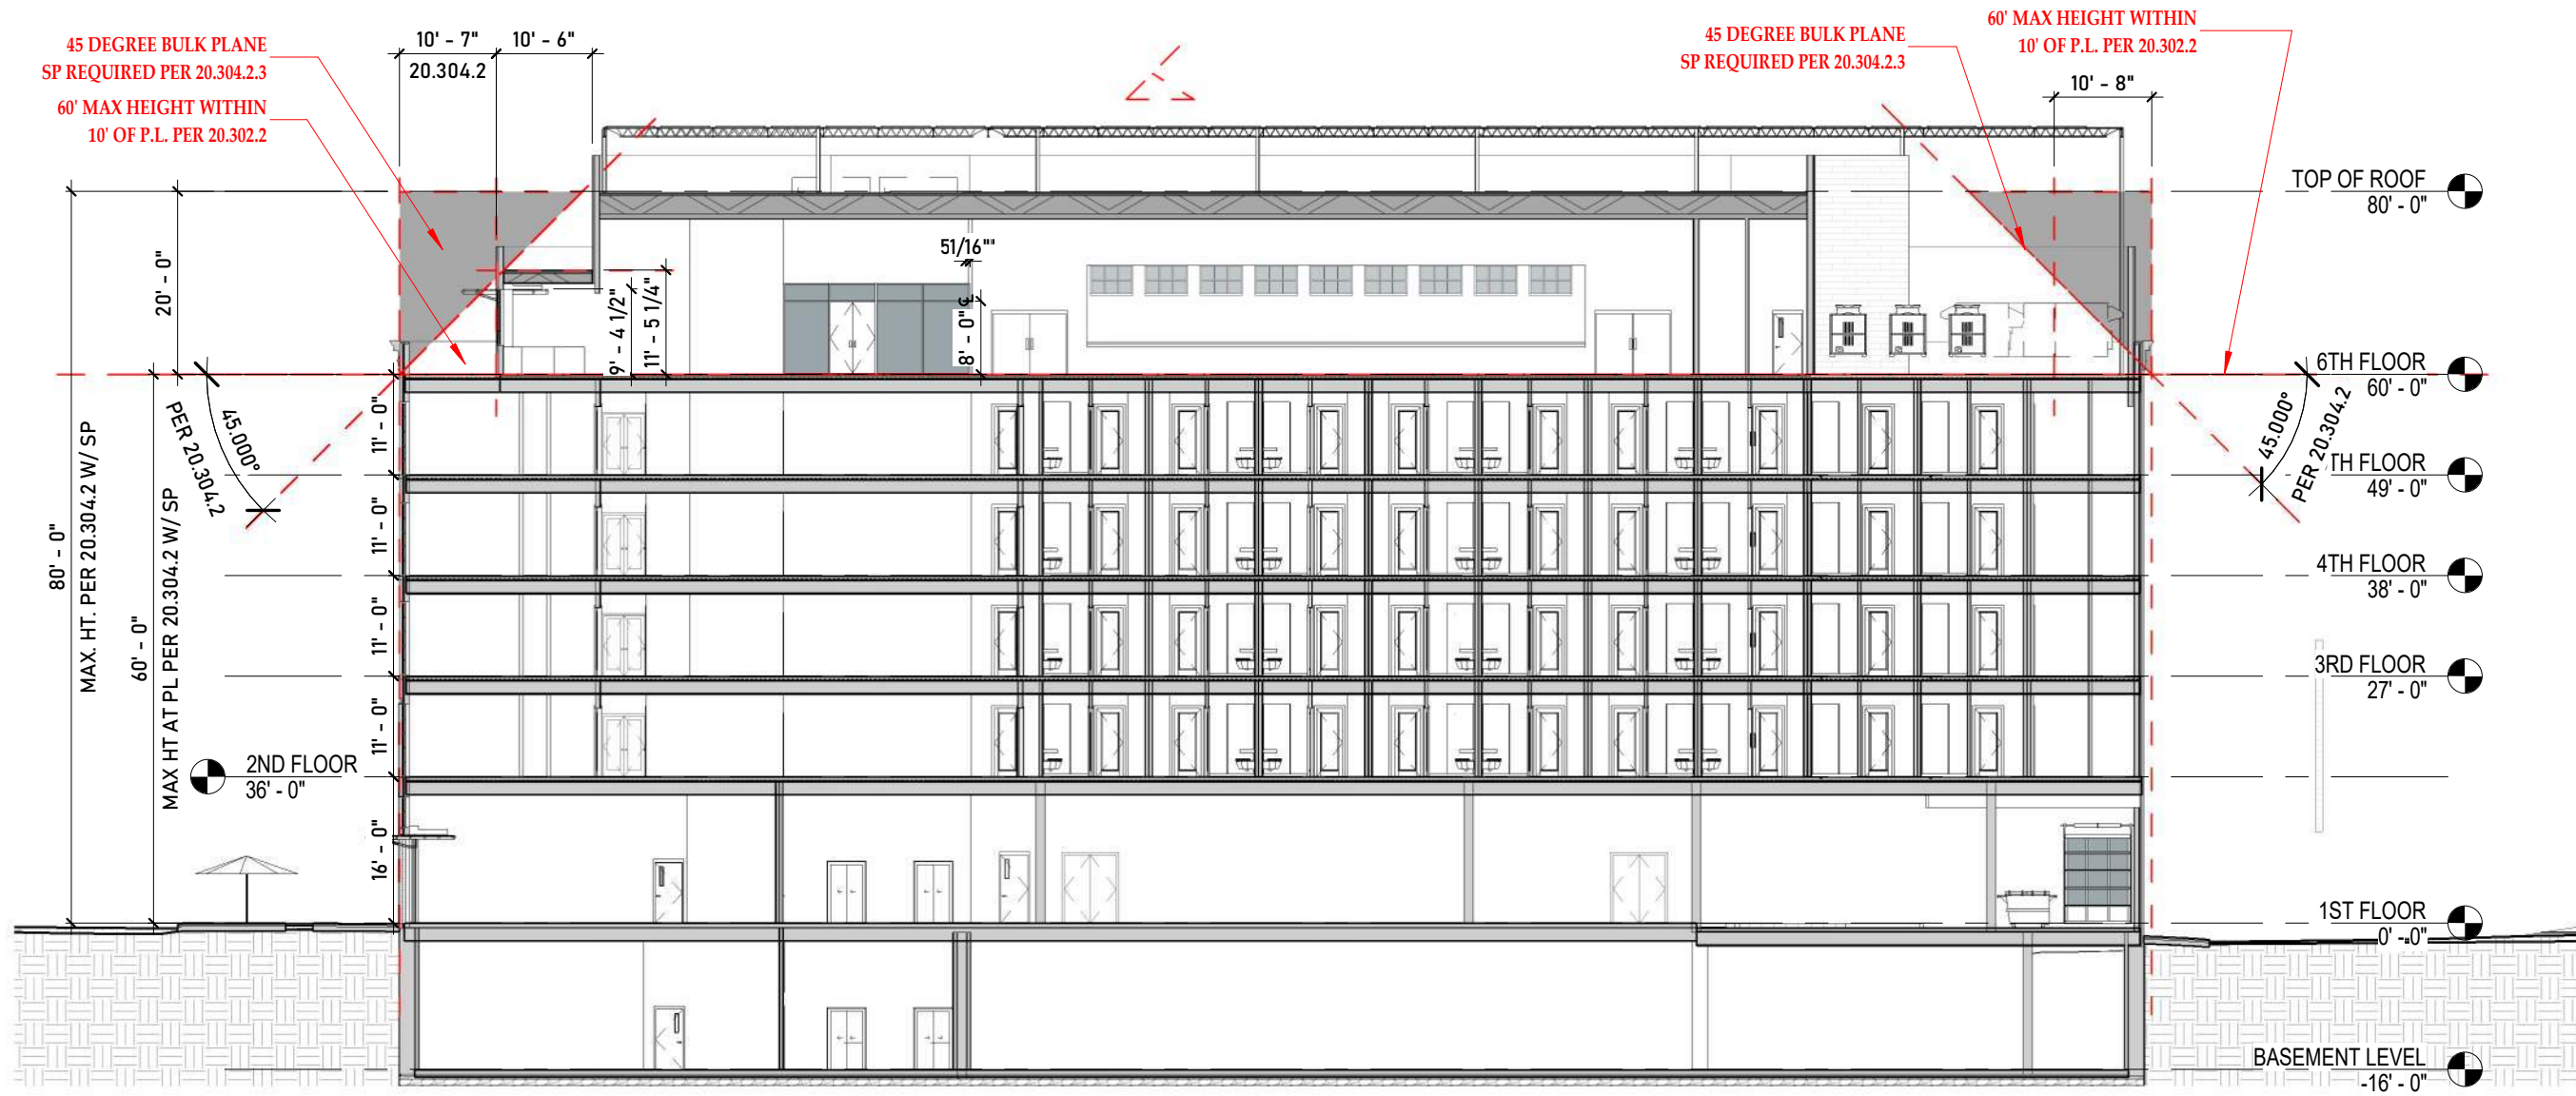 45 DEGREE BULK PLANE
SP REQUIRED PER 20.304.2.3
60' MAX HEIGHT WITHIN
10' OF P.L. PER 20.302.2
10' - 7"
10' - 6"
20.304.2
45 DEGREE BULK PLANE
SP REQUIRED PER 20.304.2.3
60' MAX HEIGHT WITHIN
10' OF P.L. PER 20.302.2
10' - 8"
TOP OF ROOF
80' - 0"
6TH FLOOR
60' - 0"
TH FLOOR
49' - 0"
4TH FLOOR
38' - 0"
3RD FLOOR
27' - 0"
2ND FLOOR
36' - 0"
1ST FLOOR
0' - 0"
BASEMENT LEVEL
-16' - 0"
80' - 0"
MAX. HT. PER 20.304.2 W/ SP
60' - 0"
MAX HT AT PL PER 20.304.2 W/ SP
20' - 0"
45.000°
PER 20.304.2
11' - 0"
11' - 0"
11' - 0"
11' - 0"
16' - 0"
9' - 4 1/2"
11' - 5 1/4"
51/16""
8' - 0"
45.000°
PER 20.304.2